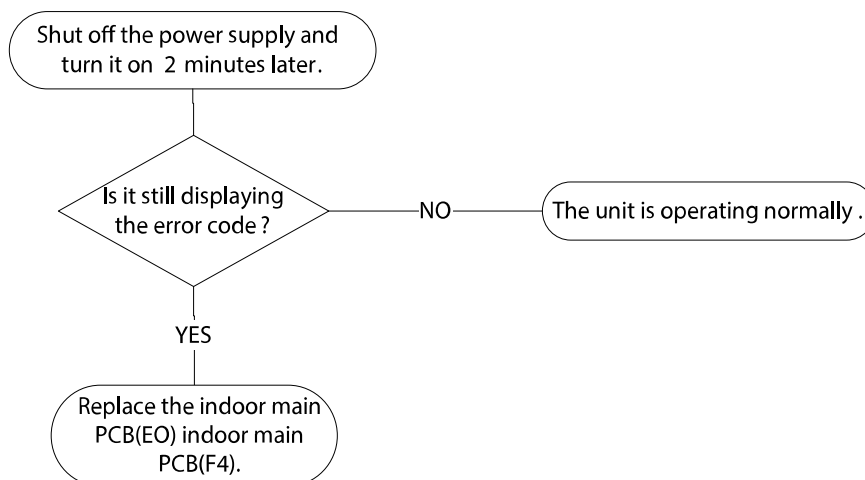 Shut off the power supply and
turn it on 2 minutes later.
Is it still displaying
the error code?
NO
The unit is operating normally.
YES
Replace the indoor main
PCB(EO) indoor main
PCB(F4).